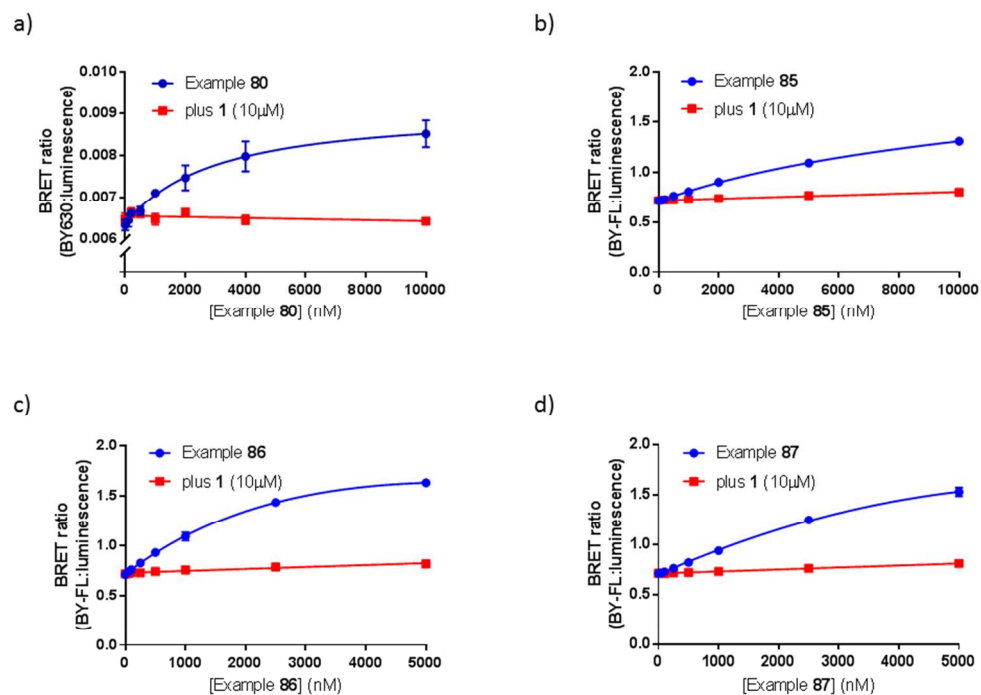 a)
0.010
0.009
0.008
0.007
0.006
BRET ratio
(BY630:luminescence)
Example 80
plus 1 (10µM)
0 2000 4000 6000 8000 10000
[Example 80] (nM)
b)
2.0
1.5
1.0
0.5
0.0
BRET ratio
(BY-FL:luminescence)
Example 85
plus 1 (10µM)
0 2000 4000 6000 8000 10000
[Example 85] (nM)
c)
2.0
1.5
1.0
0.5
0.0
BRET ratio
(BY-FL:luminescence)
Example 86
plus 1 (10µM)
0 1000 2000 3000 4000 5000
[Example 86] (nM)
d)
2.0
1.5
1.0
0.5
0.0
BRET ratio
(BY-FL:luminescence)
Example 87
plus 1 (10µM)
0 1000 2000 3000 4000 5000
[Example 87] (nM)